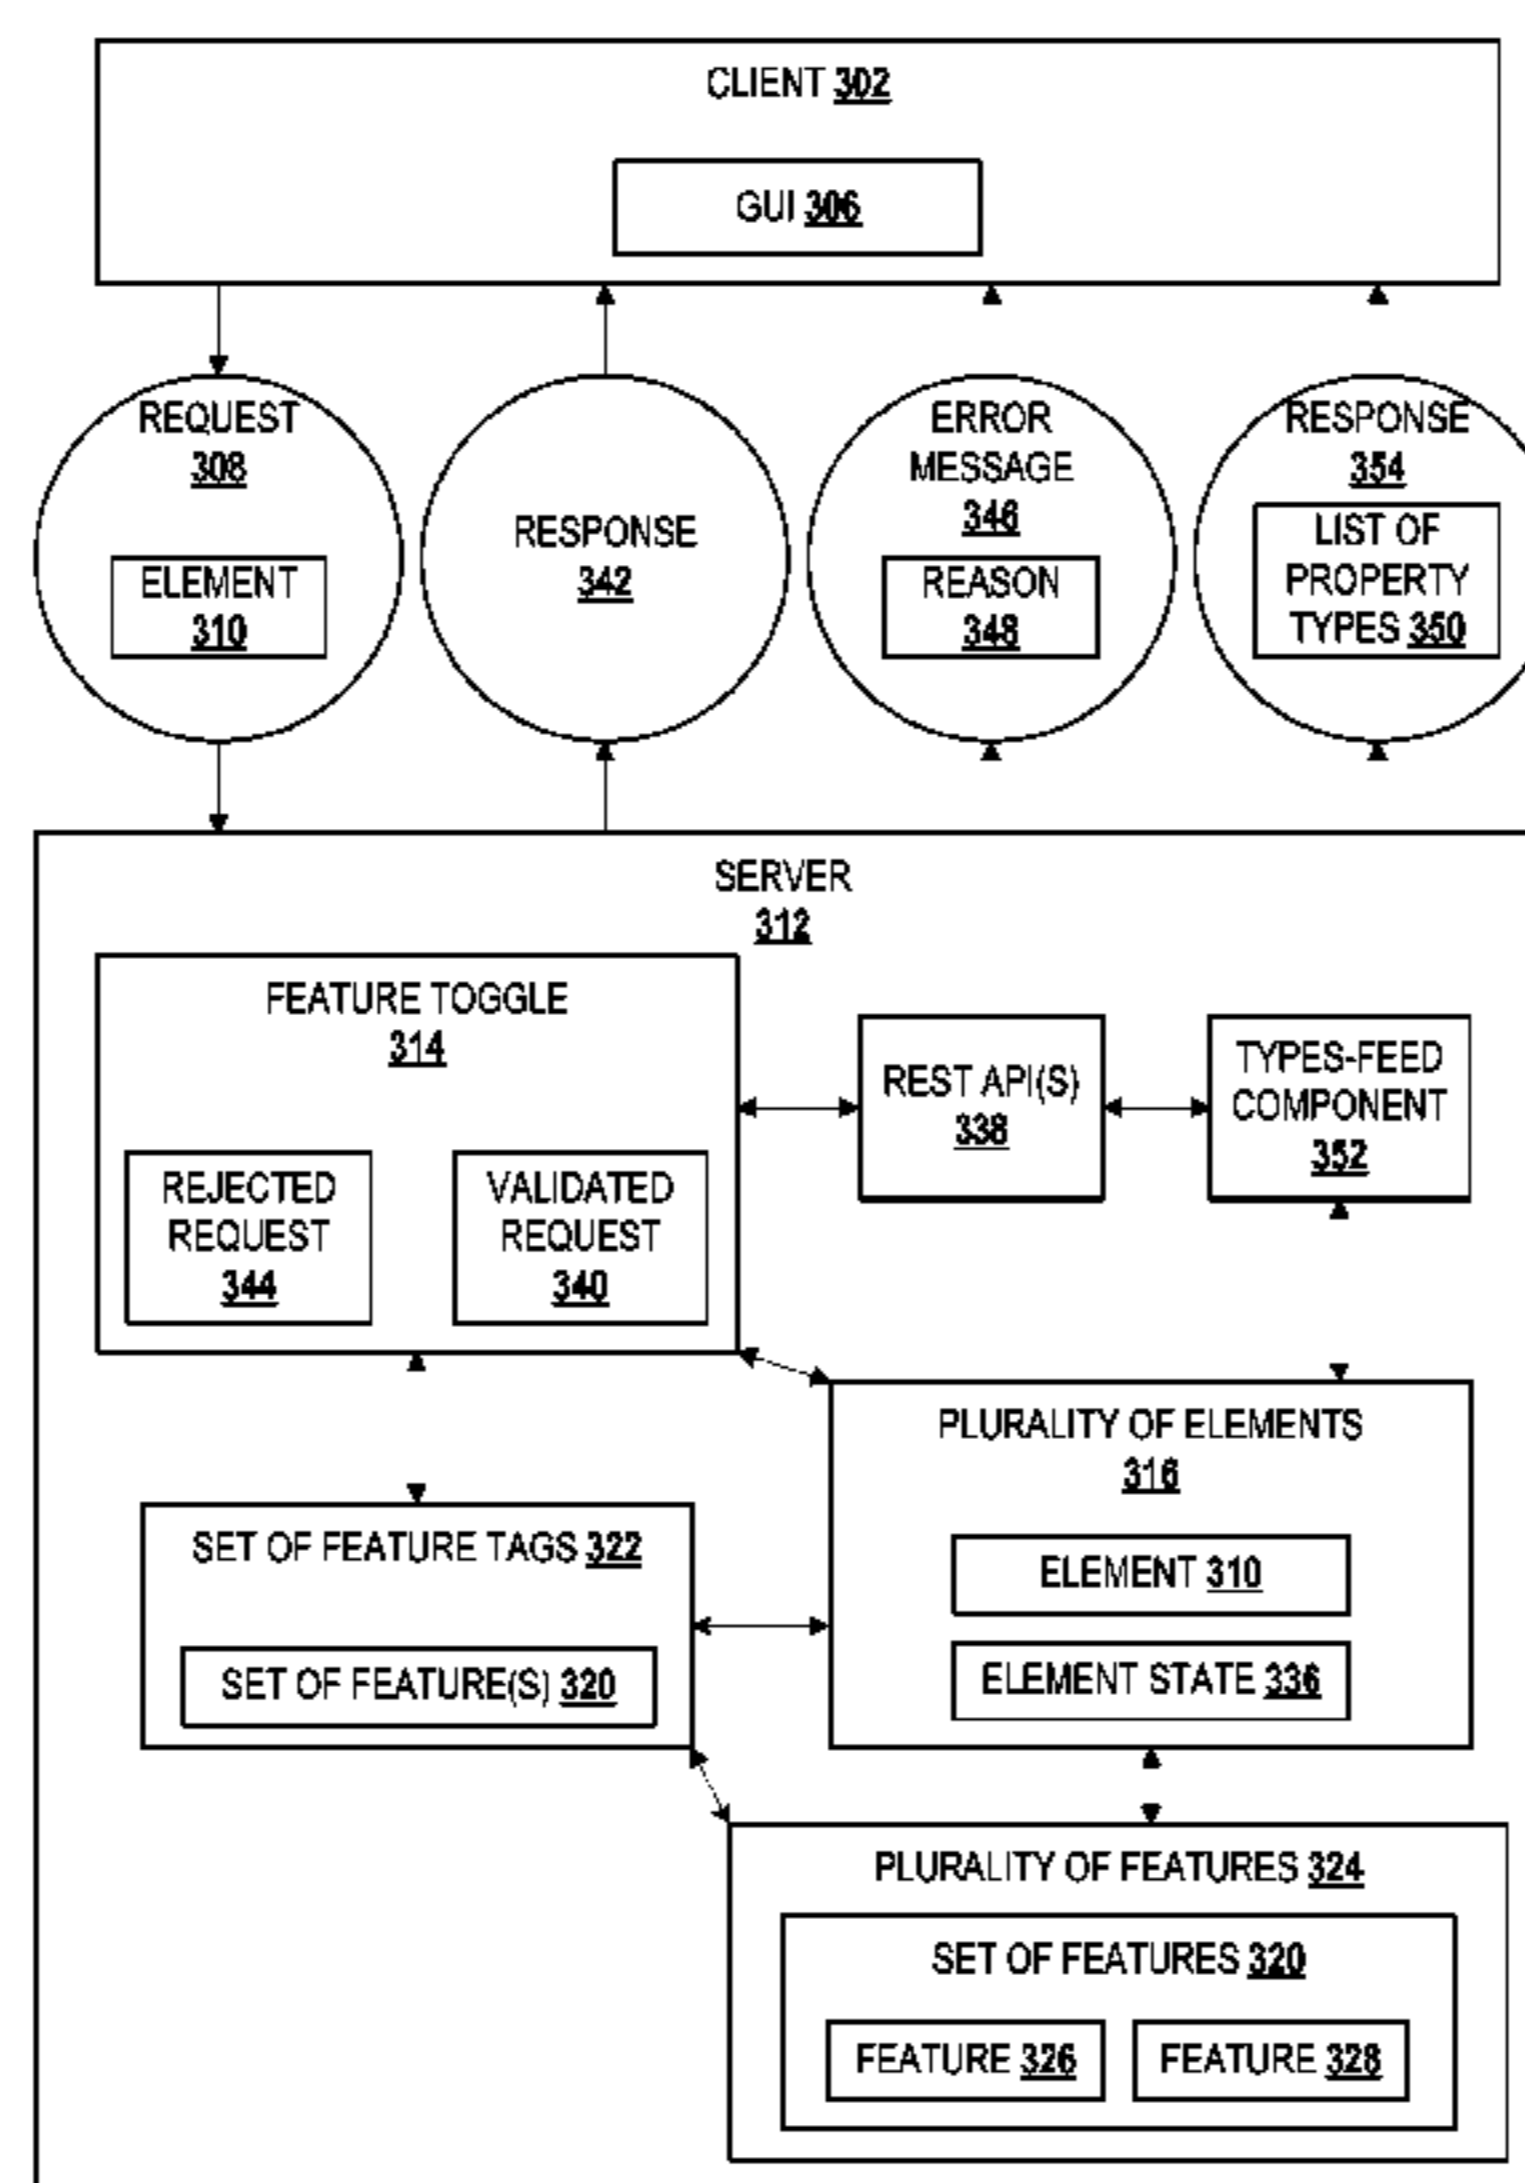 CLIENT 302
GUI 306
REQUEST
308
ELEMENT
310
RESPONSE
342
ERROR
MESSAGE
346
REASON
348
RESPONSE
354
LIST OF
PROPERTY
TYPES 350
SERVER
312
FEATURE TOGGLE
314
REJECTED
REQUEST
344
VALIDATED
REQUEST
340
REST API(S)
338
TYPES-FEED
COMPONENT
352
PLURALITY OF ELEMENTS
316
ELEMENT 310
ELEMENT STATE 336
SET OF FEATURE TAGS 322
SET OF FEATURE(S) 320
PLURALITY OF FEATURES 324
SET OF FEATURES 320
FEATURE 326
FEATURE 328